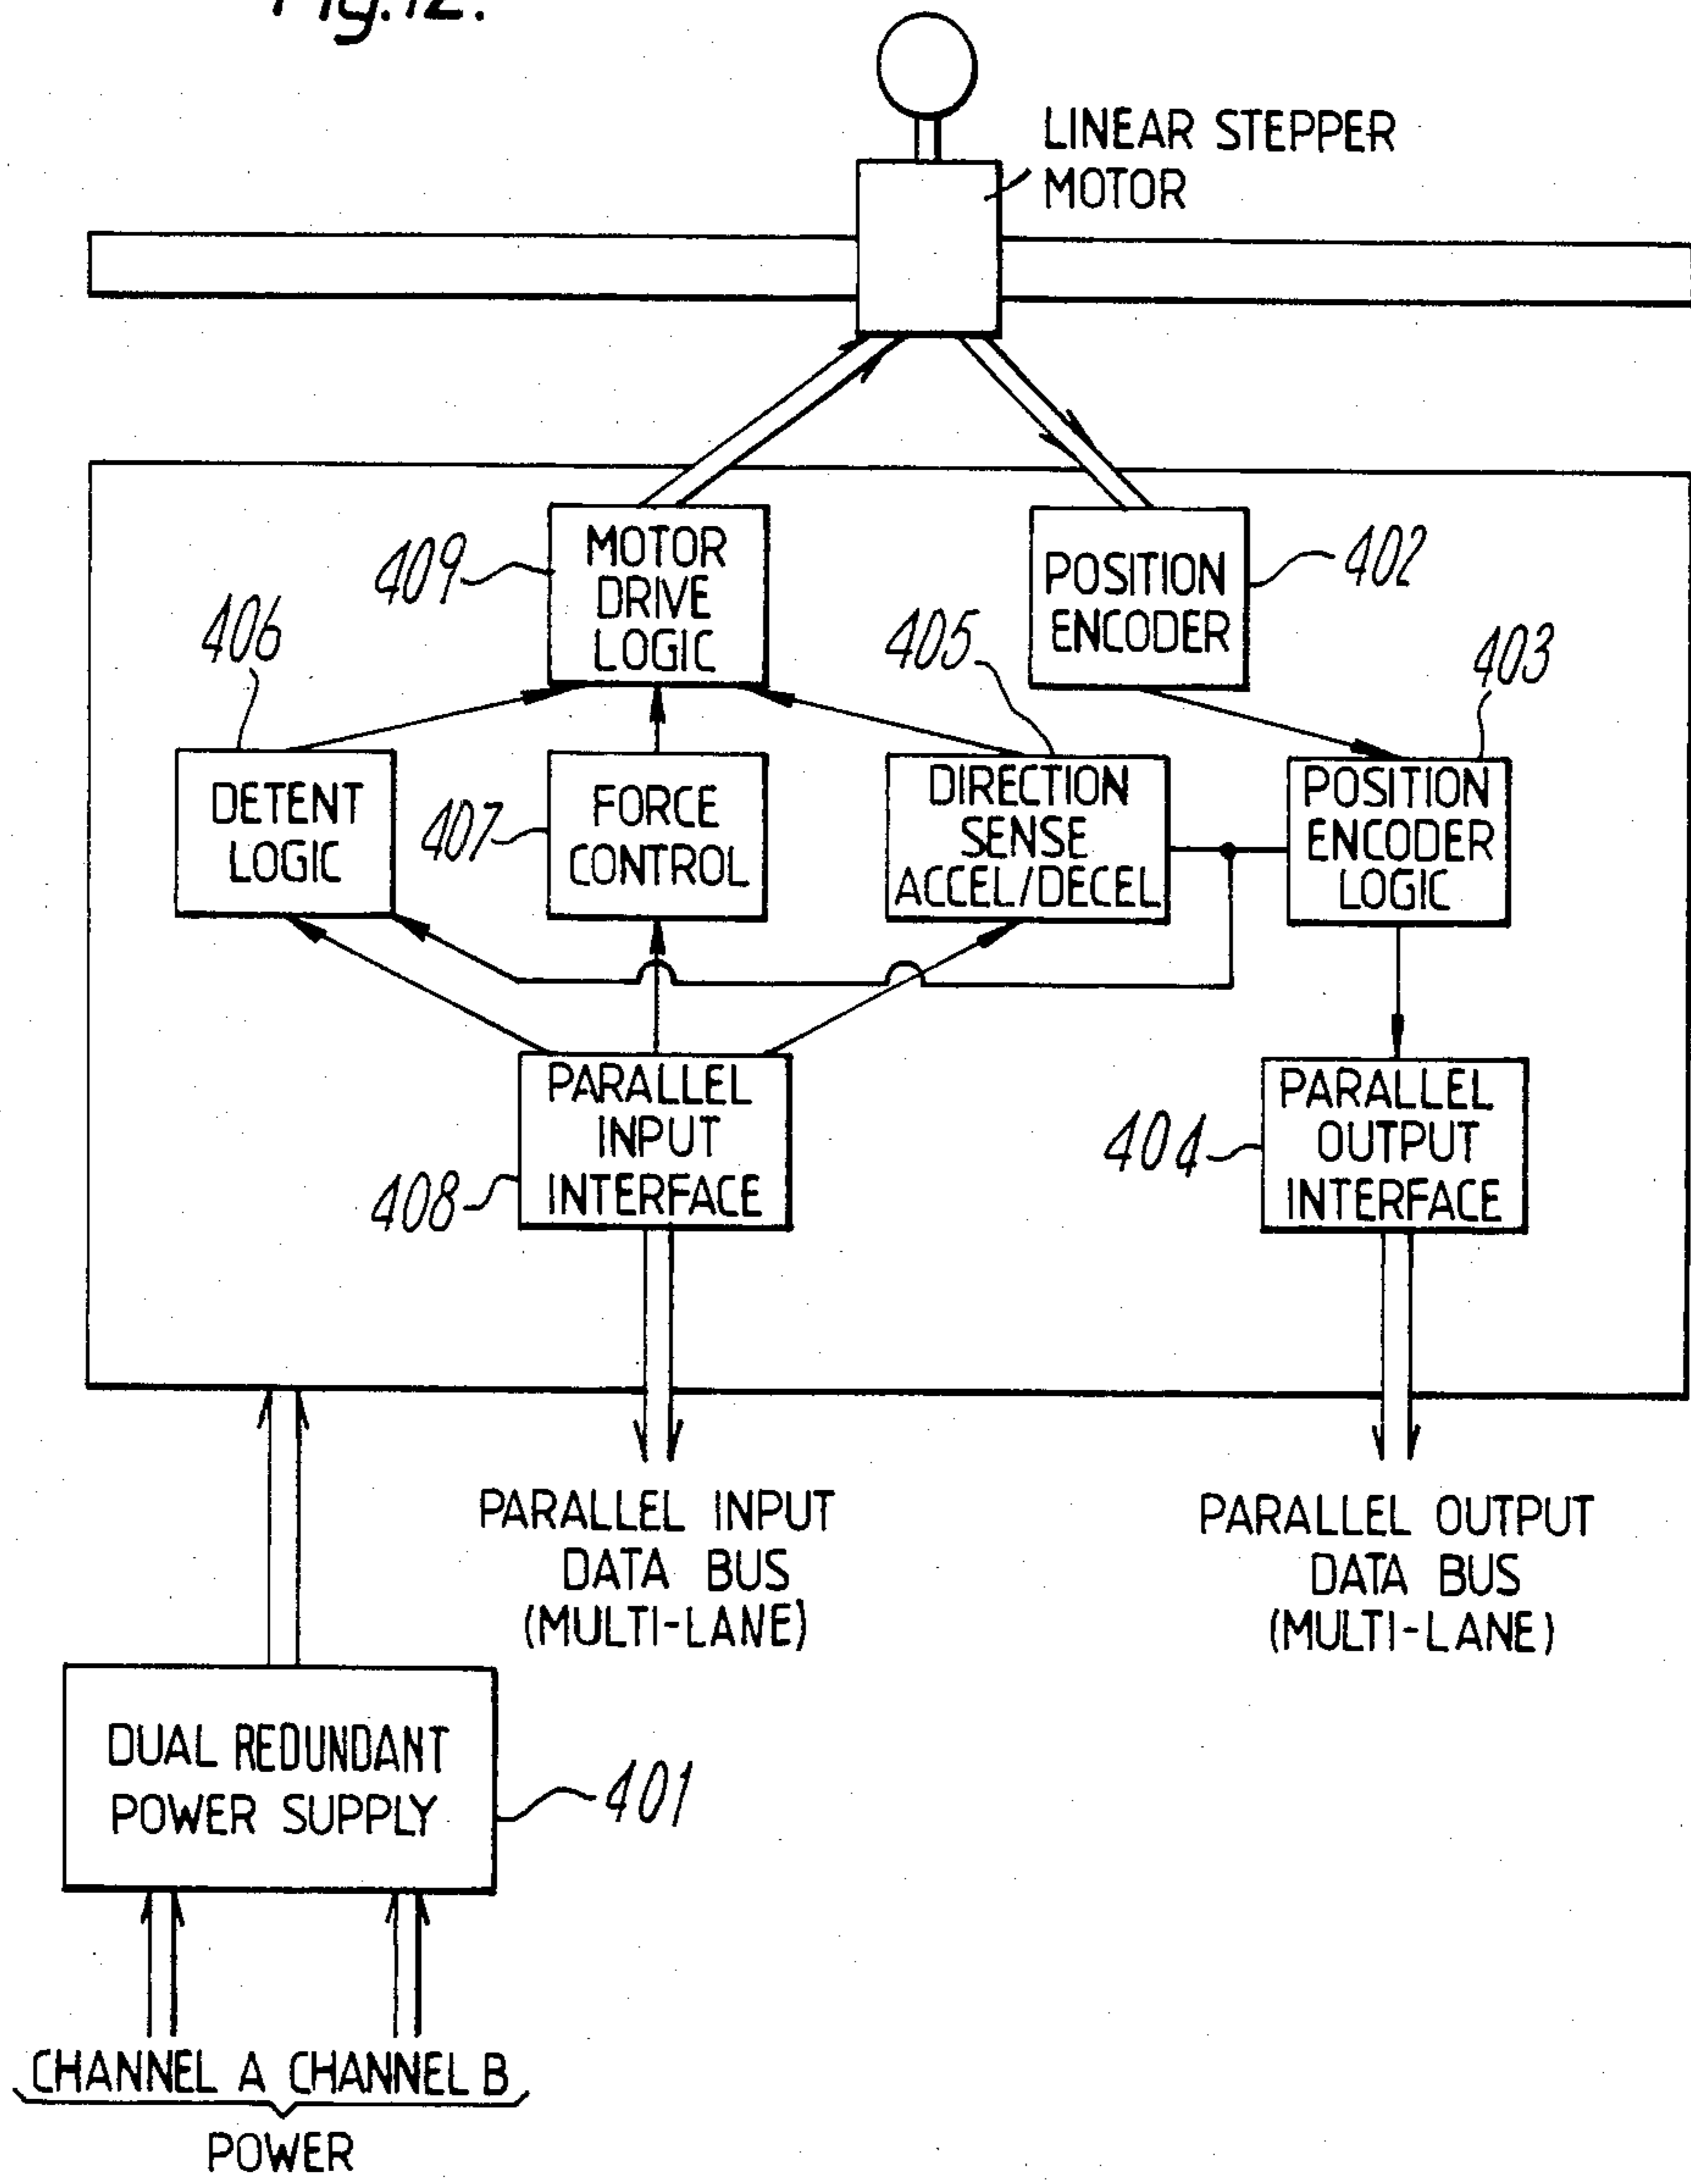 Fig. 12.
LINEAR STEPPER
MOTOR
409
MOTOR
DRIVE
LOGIC
POSITION
ENCODER
402
406
405
403
DETENT
LOGIC
407
FORCE
CONTROL
DIRECTION
SENSE
ACCEL/DECEL
POSITION
ENCODER
LOGIC
PARALLEL
INPUT
INTERFACE
408
404
PARALLEL
OUTPUT
INTERFACE
PARALLEL INPUT
DATA BUS
(MULTI-LANE)
PARALLEL OUTPUT
DATA BUS
(MULTI-LANE)
DUAL REDUNDANT
POWER SUPPLY
401
CHANNEL A CHANNEL B
POWER